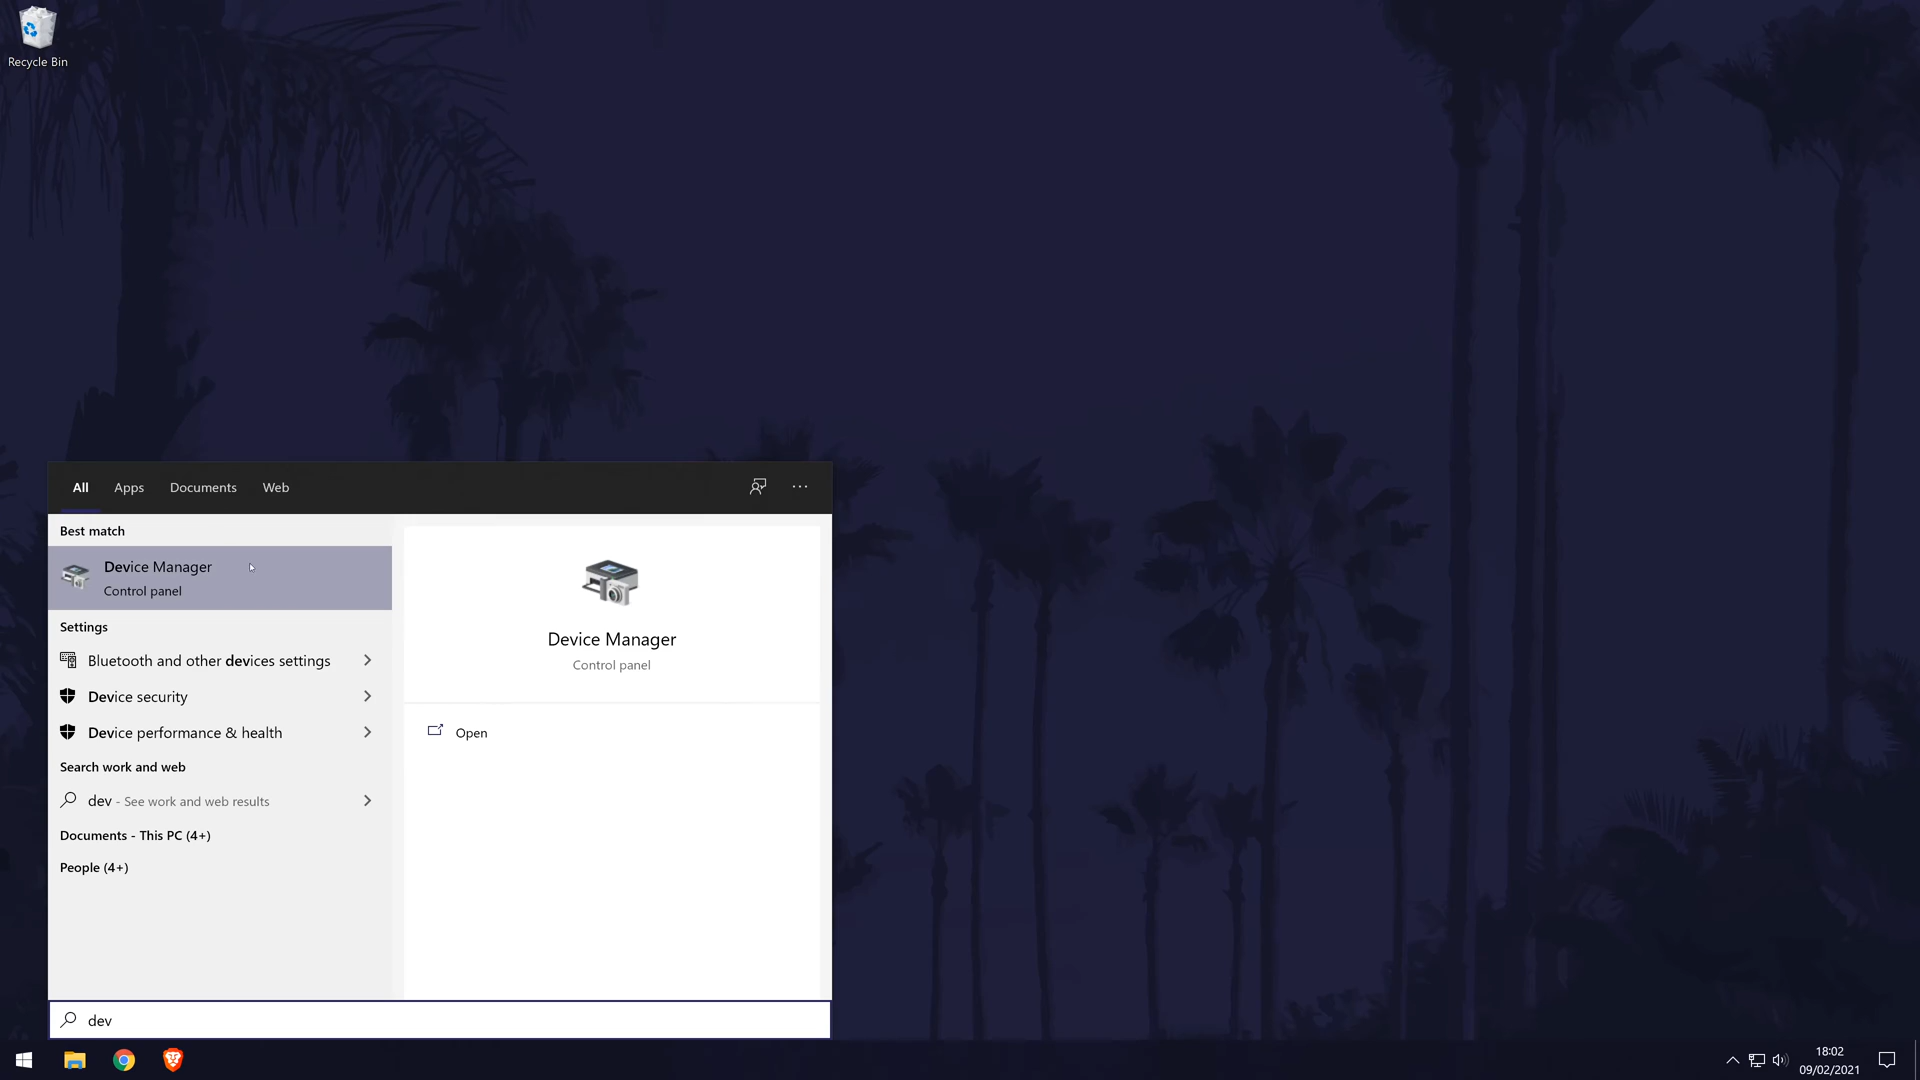 Recycle Bin
All Apps Documents Web
Best match
Device Manager
Control panel
Settings
Bluetooth and other devices settings
Device security
Device performance & health
Search work and web
dev - See work and web results
Documents - This PC (4+)
People (4+)
Device Manager
Control panel
Open
dev
18:02
09/02/2021